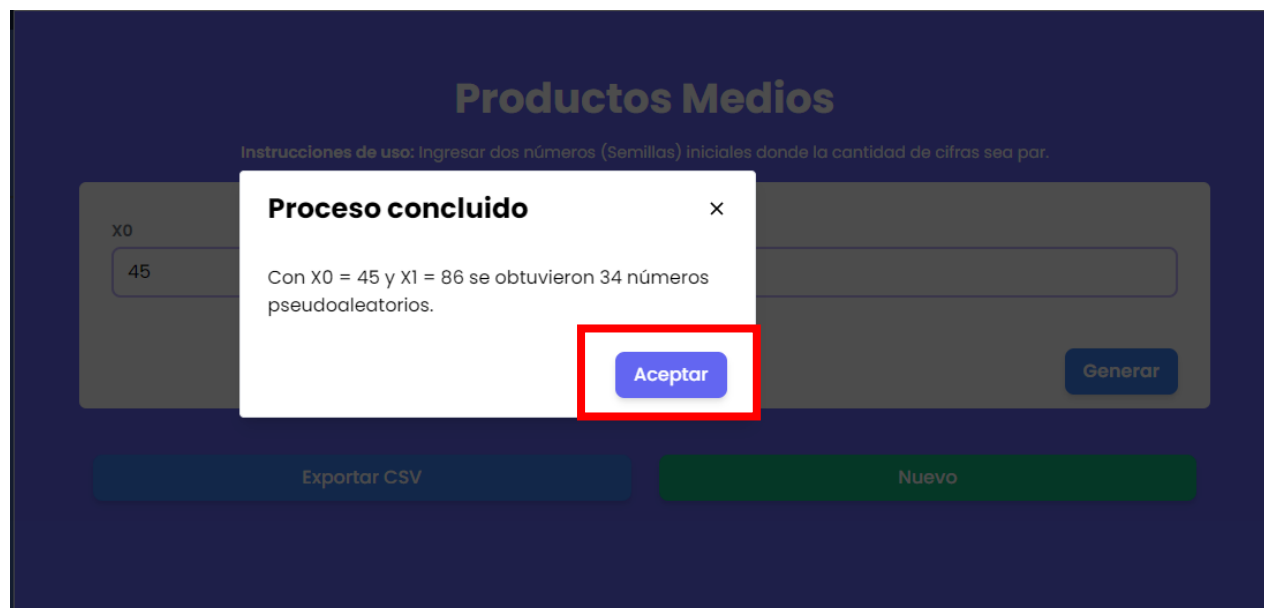 Productos Medios
Instrucciones de uso: Ingresar dos números (Semillas) iniciales donde la cantidad de cifras sea par.
Proceso concluido ×
X0
45
Con X0 = 45 y X1 = 86 se obtuvieron 34 números
pseudoaleatorios.
Aceptar
Generar
Exportar CSV
Nuevo